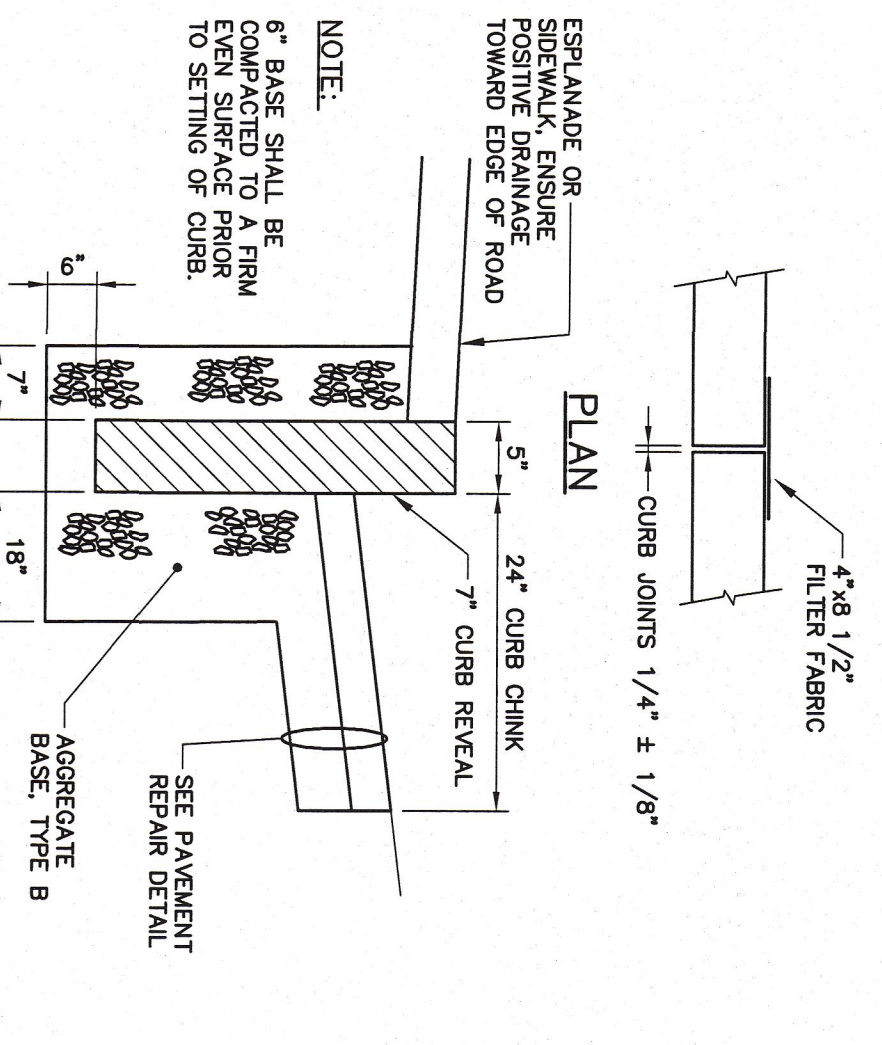 4"x8 1/2"
FILTER FABRIC
CURB JOINTS 1/4" ± 1/8"
PLAN
ESPLANADE OR
SIDEWALK, ENSURE
POSITIVE DRAINAGE
TOWARD EDGE OF ROAD
5"
24" CURB CHINK
7" CURB REVEAL
NOTE:
6" BASE SHALL BE
COMPACTED TO A FIRM
EVEN SURFACE PRIOR
TO SETTING OF CURB.
6"
7"
18"
SEE PAVEMENT
REPAIR DETAIL
AGGREGATE
BASE, TYPE B